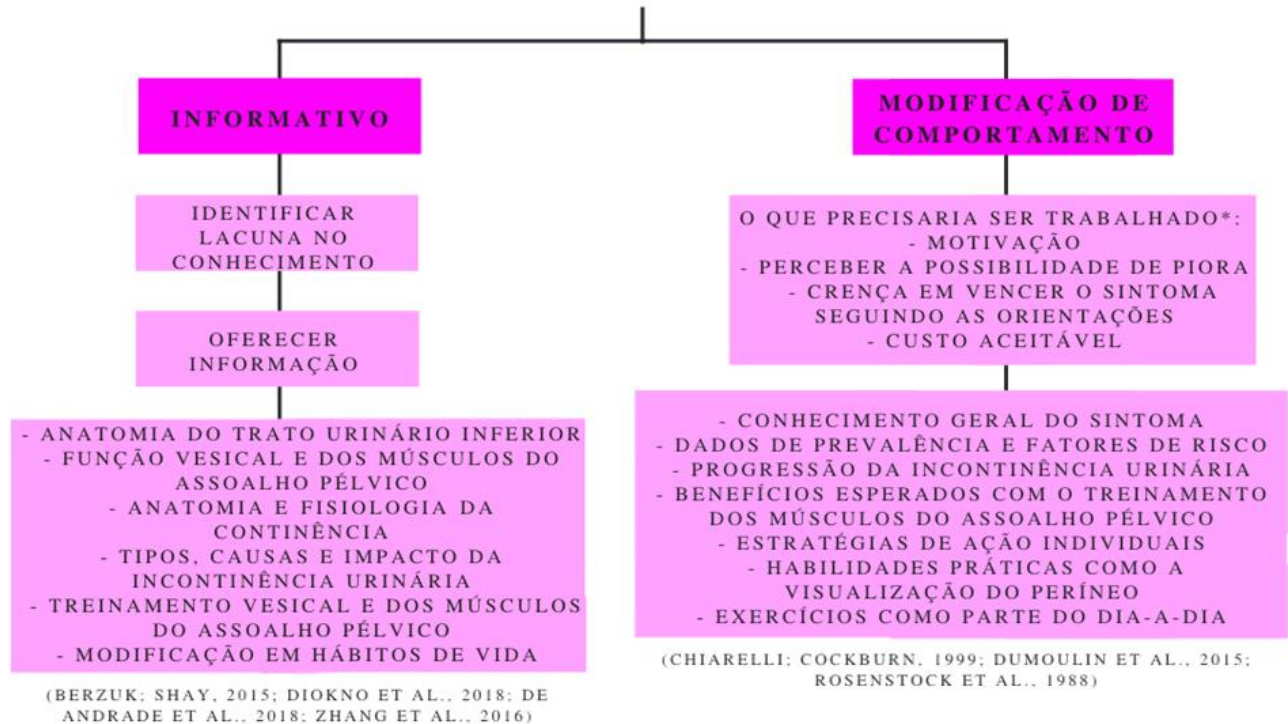 INFORMATIVO
IDENTIFICAR
LACUNA NO
CONHECIMENTO
OFERECER
INFORMAÇÃO
- ANATOMIA DO TRATO URINÁRIO INFERIOR
- FUNÇÃO VESICAL E DOS MÚSCULOS DO
ASSOALHO PÉLVICO
- ANATOMIA E FISIOLOGIA DA
CONTINÊNCIA
- TIPOS, CAUSAS E IMPACTO DA
INCONTINÊNCIA URINÁRIA
- TREINAMENTO VESICAL E DOS MÚSCULOS
DO ASSOALHO PÉLVICO
- MODIFICAÇÃO EM HÁBITOS DE VIDA
(BERZUK; SHAY, 2015; DIOKNO ET AL., 2018; DE
ANDRADE ET AL., 2018; ZHANG ET AL., 2016)
MODIFICAÇÃO DE
COMPORTAMENTO
O QUE PRECISARIA SER TRABALHADO*:
- MOTIVAÇÃO
- PERCEBER A POSSIBILIDADE DE PIORA
- CRENÇA EM VENCER O SINTOMA
SEGUINDO AS ORIENTAÇÕES
- CUSTO ACEITÁVEL
- CONHECIMENTO GERAL DO SINTOMA
- DADOS DE PREVALÊNCIA E FATORES DE RISCO
- PROGRESSÃO DA INCONTINÊNCIA URINÁRIA
- BENEFÍCIOS ESPERADOS COM O TREINAMENTO
DOS MÚSCULOS DO ASSOALHO PÉLVICO
- ESTRATÉGIAS DE AÇÃO INDIVIDUAIS
- HABILIDADES PRÁTICAS COMO A
VISUALIZAÇÃO DO PERÍNEO
- EXERCÍCIOS COMO PARTE DO DIA-A-DIA
(CHIARELLI; COCKBURN, 1999; DUMOULIN ET AL., 2015;
ROSENSTOCK ET AL., 1988)